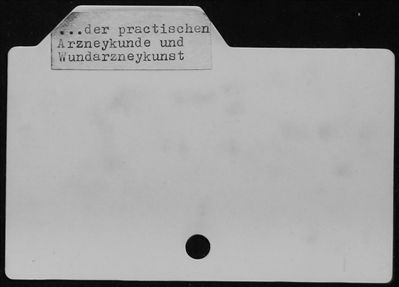 ...der practischen
Arzneykunde und
Wundarzneykunst